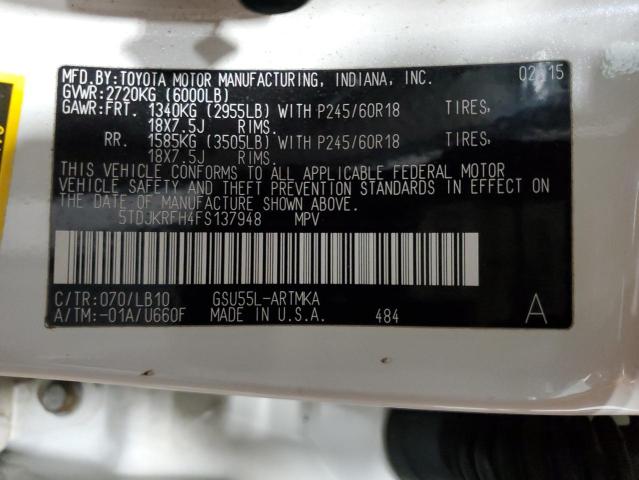 MFD.BY:TOYOTA MOTOR MANUFACTURING, INDIANA, INC. 02/15
GVWR:2720KG (6000LB)
GAWR:FRT. 1340KG (2955LB) WITH P245/60R18 TIRES,
18X7.5J RIMS.
RR. 1585KG (3505LB) WITH P245/60R18 TIRES,
18X7.5J RIMS.
THIS VEHICLE CONFORMS TO ALL APPLICABLE FEDERAL MOTOR
VEHICLE SAFETY AND THEFT PREVENTION STANDARDS IN EFFECT ON
THE DATE OF MANUFACTURE SHOWN ABOVE.
5TDJKRFH4FS137948 MPV
C/TR:070/LB10 GSU55L-ARTMKA
A/TM:-01A/U660F MADE IN U.S.A. 484 A